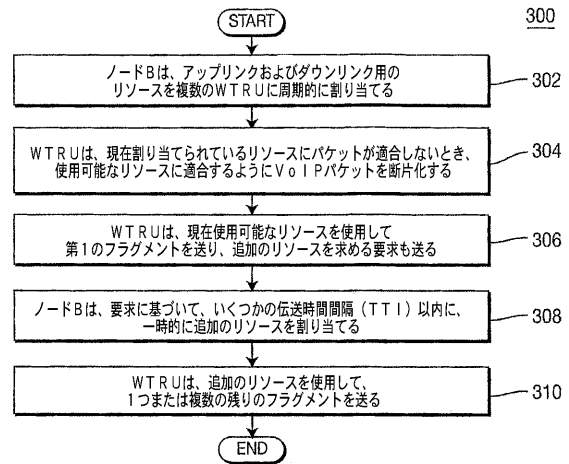 300
START
ノードBは、アップリンクおよびダウンリンク用の
リソースを複数のWTRUに周期的に割り当てる
302
WTRUは、現在割り当てられているリソースにパケットが適合しないとき、
使用可能なリソースに適合するようにVoIPパケットを断片化する
304
WTRUは、現在使用可能なリソースを使用して
第1のフラグメントを送り、追加のリソースを求める要求も送る
306
ノードBは、要求に基づいて、いくつかの伝送時間間隔(TTI)以内に、
一時的に追加のリソースを割り当てる
308
WTRUは、追加のリソースを使用して、
1つまたは複数の残りのフラグメントを送る
310
END